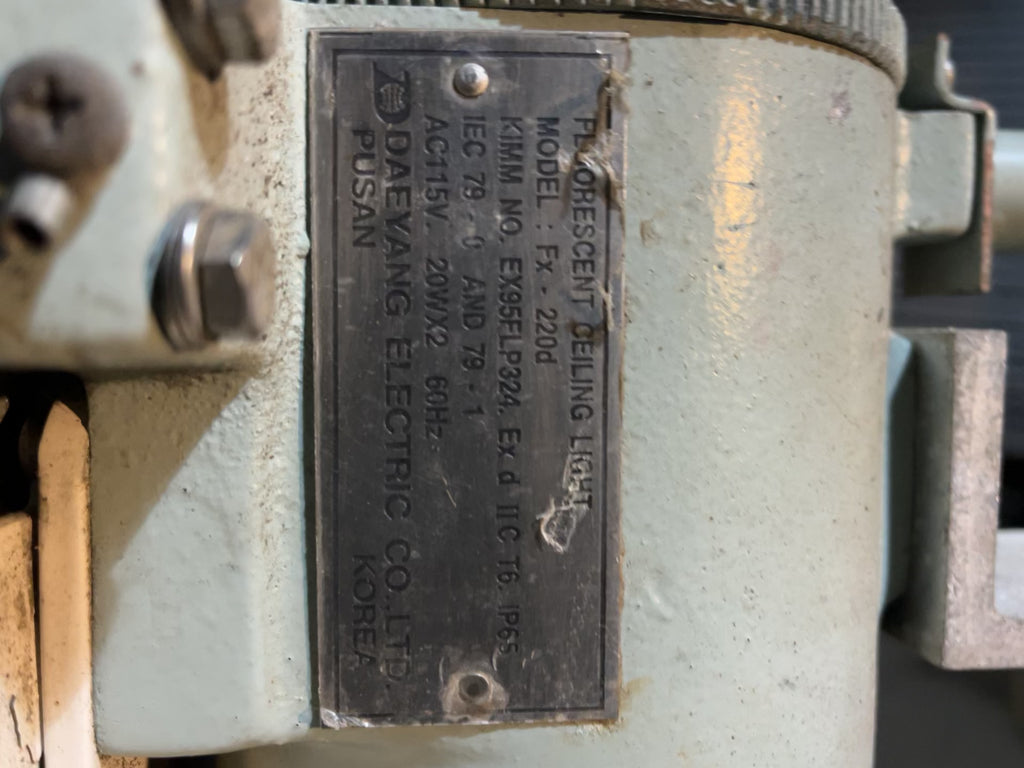 FLUORESCENT CEILING LIGHT
MODEL : Fx - 220d
KIMM NO. EX95FLP324. Ex d II C T6. IP65
IEC 79 - 0 AND 79 - 1
AC115V. 20WX2 60Hz.
DAEYANG ELECTRIC CO.,LTD.
PUSAN KOREA